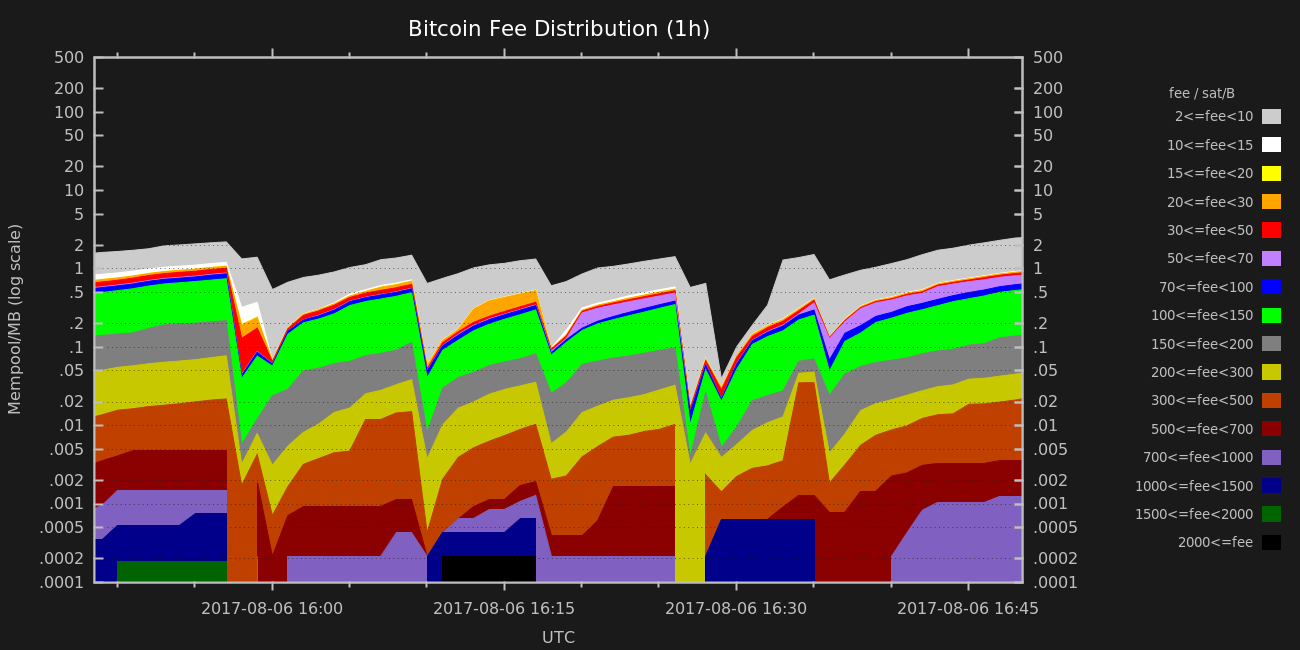 Bitcoin Fee Distribution (1h)
Mempool/MB (log scale)
500
200
100
50
20
10
5
2
1
.5
.2
.1
.05
.02
.01
.005
.002
.001
.0005
.0002
.0001
500
200
100
50
20
10
5
2
1
.5
.2
.1
.05
.02
.01
.005
.002
.001
.0005
.0002
.0001
2017-08-06 16:00
2017-08-06 16:15
2017-08-06 16:30
2017-08-06 16:45
UTC
fee / sat/B
2<=fee<10
10<=fee<15
15<=fee<20
20<=fee<30
30<=fee<50
50<=fee<70
70<=fee<100
100<=fee<150
150<=fee<200
200<=fee<300
300<=fee<500
500<=fee<700
700<=fee<1000
1000<=fee<1500
1500<=fee<2000
2000<=fee